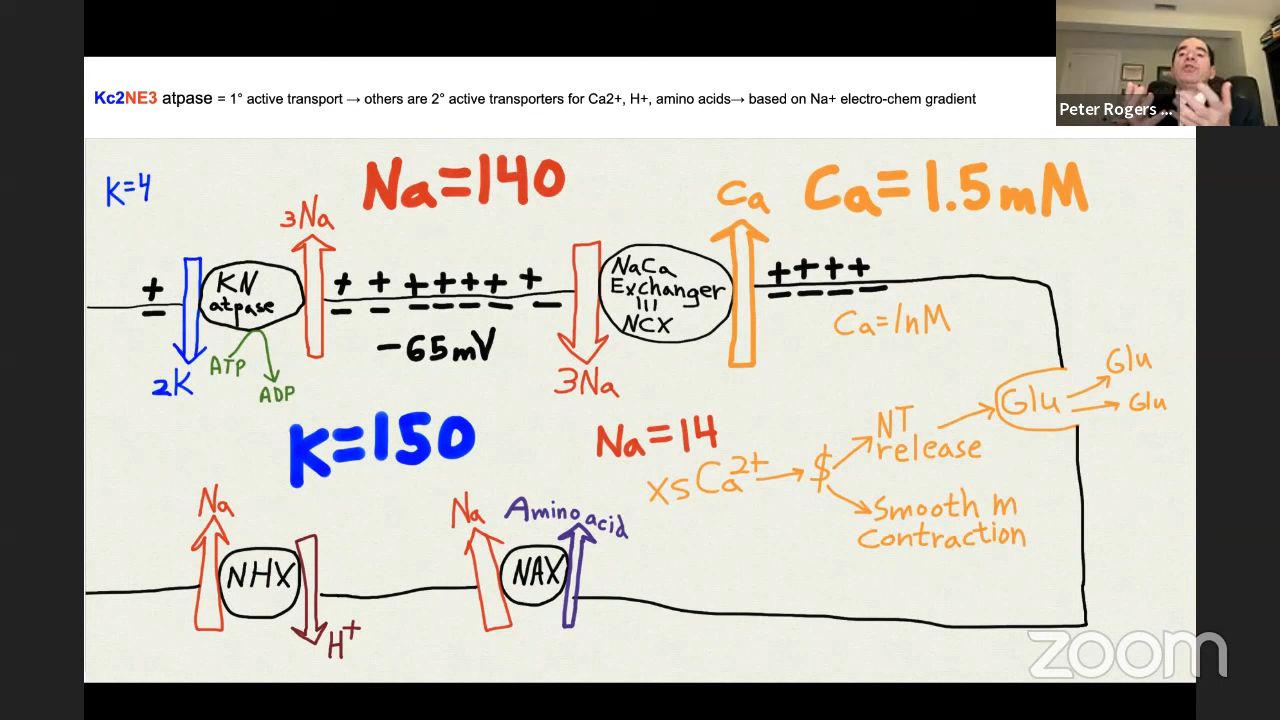 Kc2NE3 atpase = 1° active transport → others are 2° active transporters for Ca2+, H+, amino acids→ based on Na+ electro-chem gradient
Peter Rogers ...
K=4
3Na
Na=140
Ca
Ca=1.5mM
+
+ + + + + + +
+ + + +
KN
atpase
NaCa
Exchanger
III
NCX
- 
- - - - - - -
- - - -
-65mV
Ca=1nM
2K
ATP
ADP
3Na
Glu
Glu
Glu
K=150
Na=14
NT
release
xsCa2+ → $
Smooth m
Contraction
Na
Na
Amino acid
NHX
NAX
H+
zoom